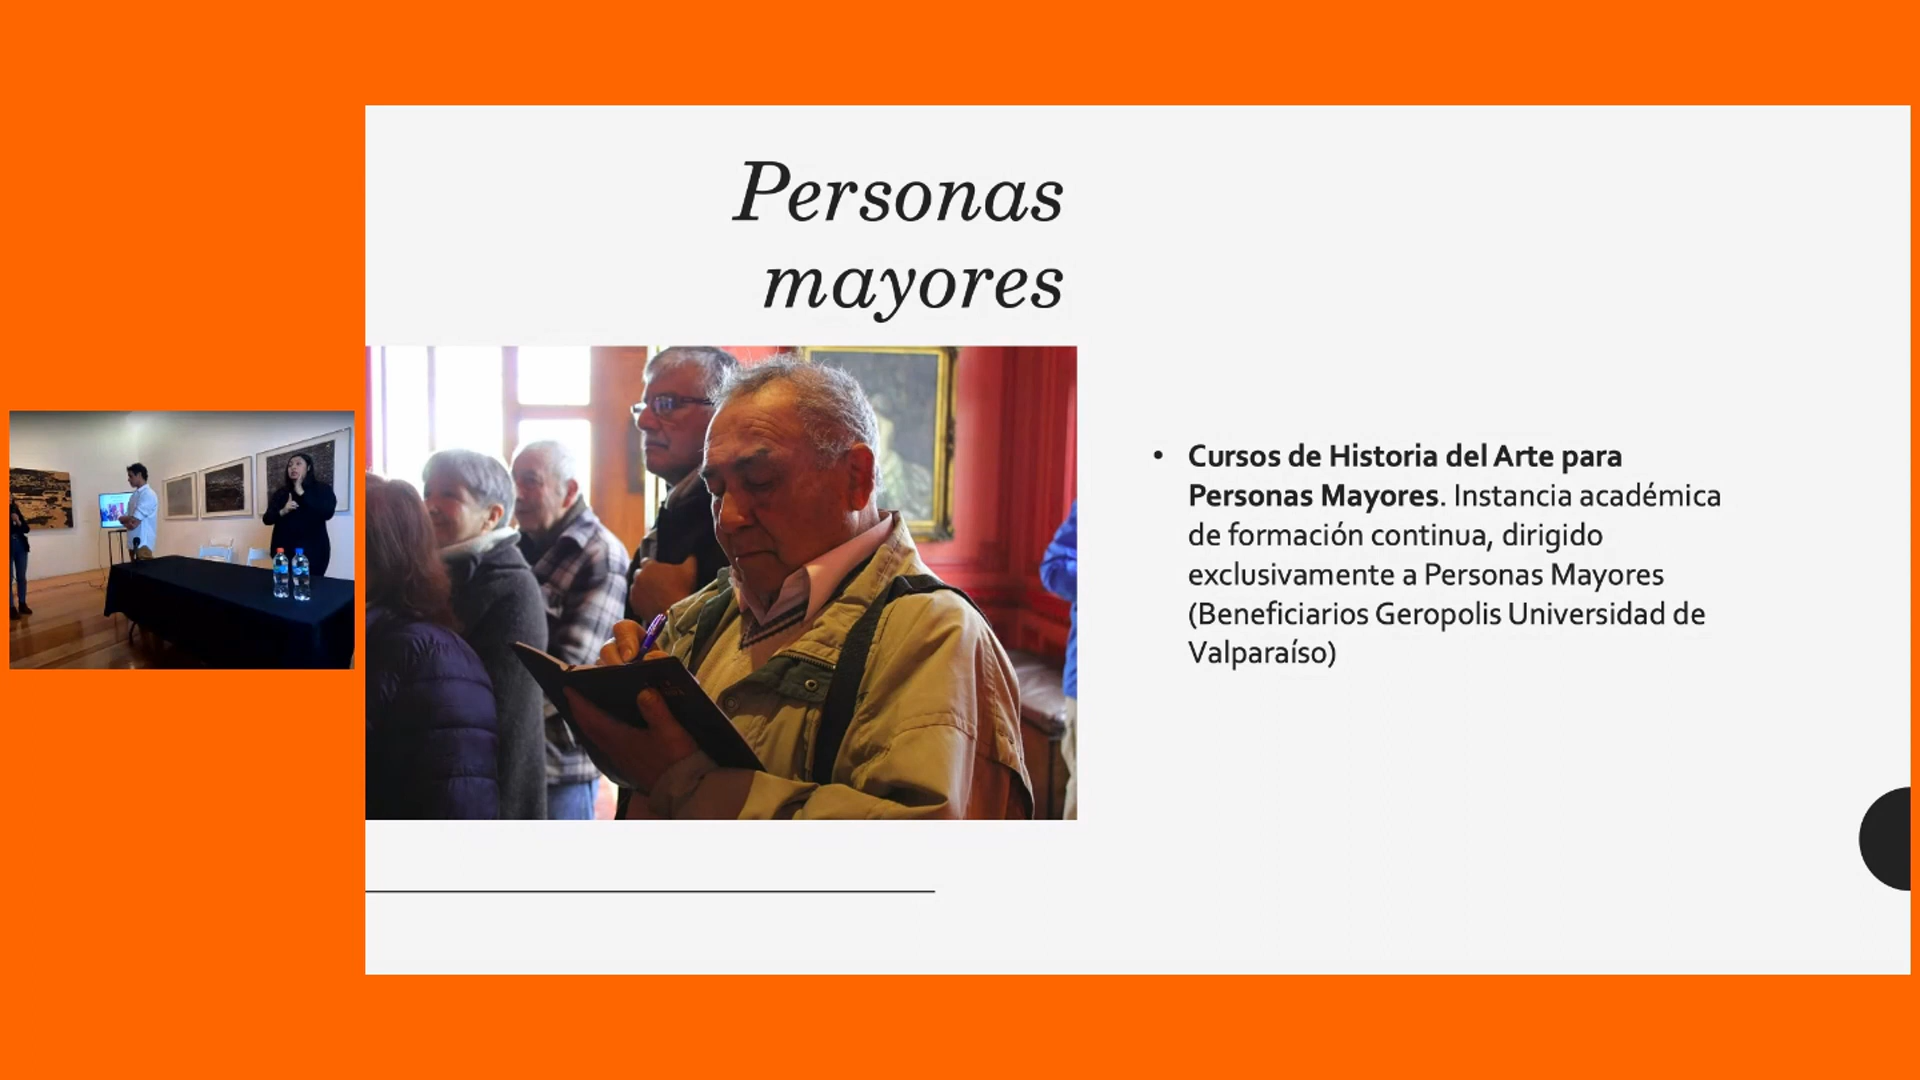 Personas
mayores
• Cursos de Historia del Arte para
Personas Mayores. Instancia académica
de formación continua, dirigido
exclusivamente a Personas Mayores
(Beneficiarios Geropolis Universidad de
Valparaíso)